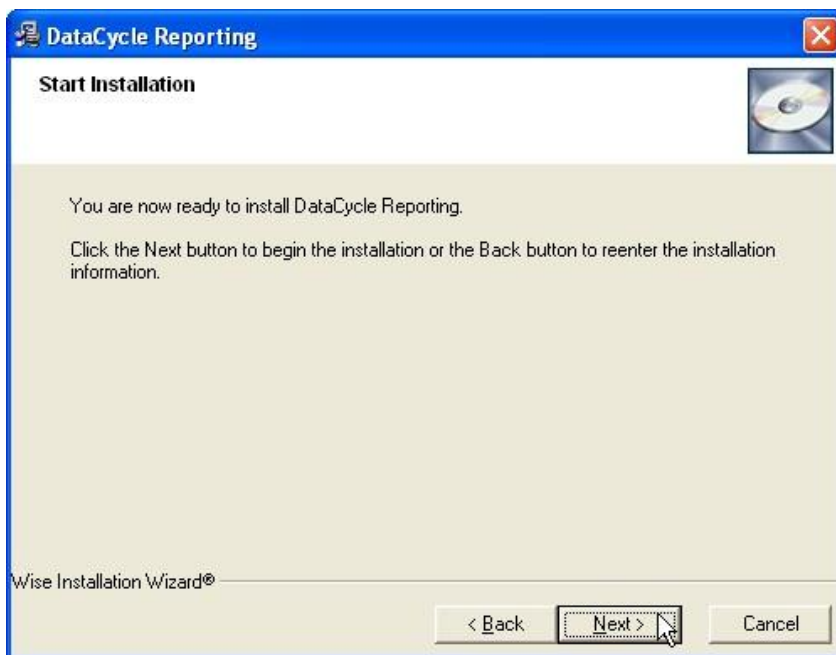 DataCycle Reporting
Start Installation
You are now ready to install DataCycle Reporting.
Click the Next button to begin the installation or the Back button to reenter the installation
information.
Wise Installation Wizard®
< Back
Next >
Cancel